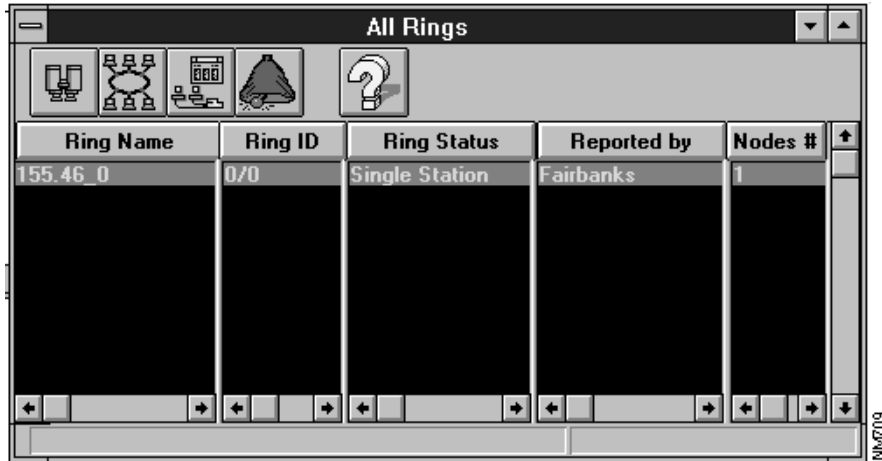 All Rings
Ring Name Ring ID Ring Status Reported by Nodes #
155.46_0 0/0 Single Station Fairbanks 1
NM709